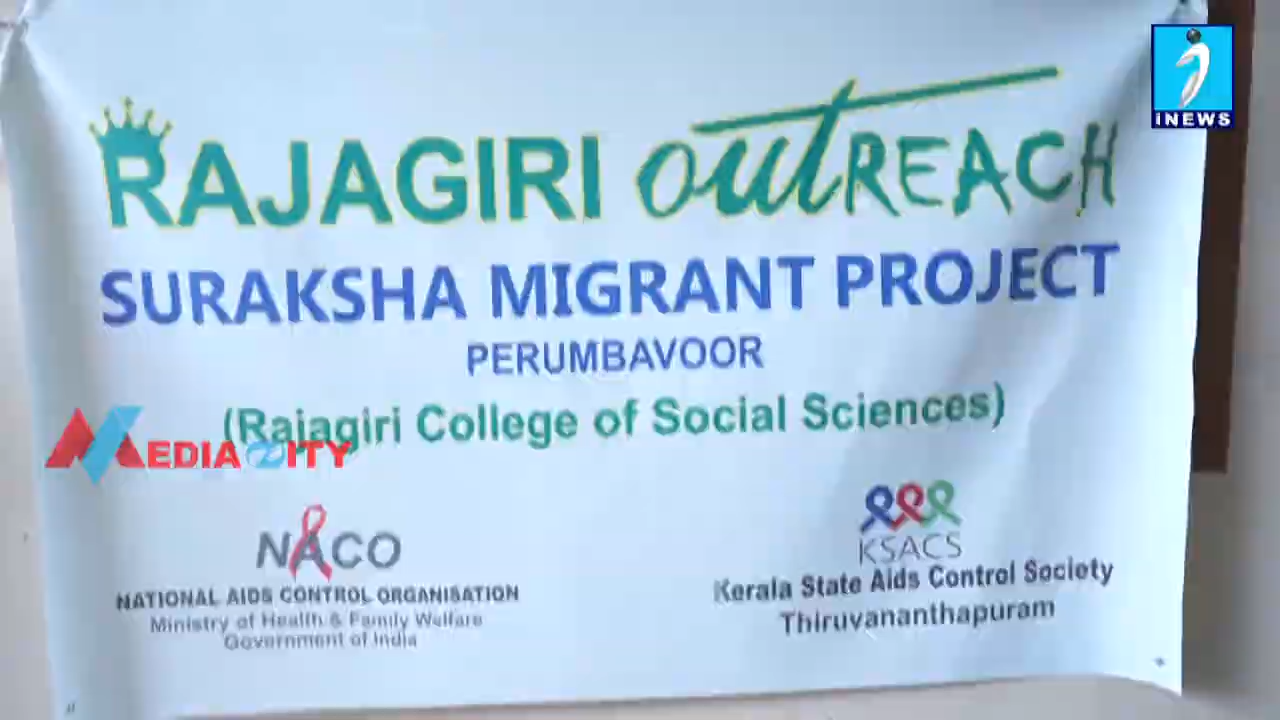 iNEWS
RAJAGIRI outREACH
SURAKSHA MIGRANT PROJECT
PERUMBAVOOR
(Rajagiri College of Social Sciences)
MEDIA CITY
NACO
NATIONAL AIDS CONTROL ORGANISATION
Ministry of Health & Family Welfare
Government of India
KSACS
Kerala State Aids Control Society
Thiruvananthapuram